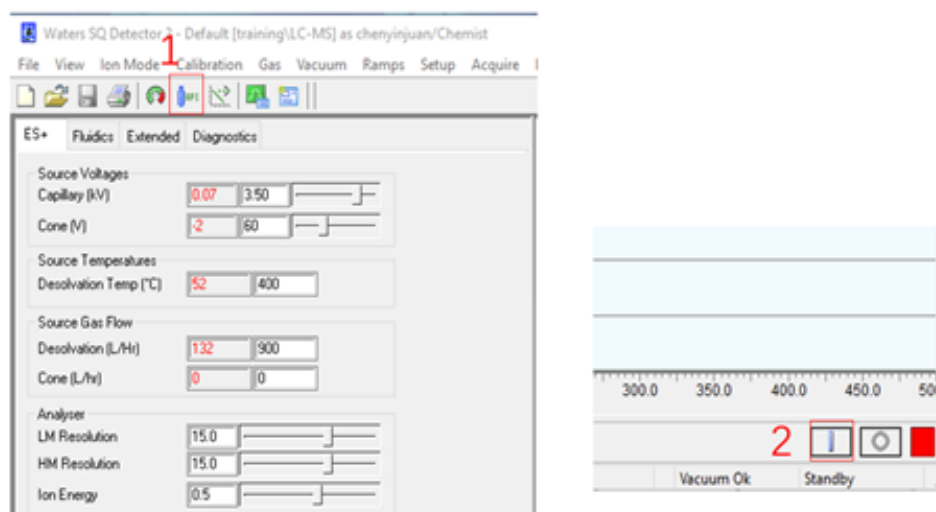 Waters SQ Detector 2 - Default [training\LC-MS] as chenyinjuan/Chemist
1
File View Ion Mode Calibration Gas Vacuum Ramps Setup Acquire
API
ES+ Fluidics Extended Diagnostics
Source Voltages
Capillary (kV) 0.07 3.50
Cone (V) -2 60
Source Temperatures
Desolvation Temp (°C) 52 400
Source Gas Flow
Desolvation (L/Hr) 132 900
Cone (L/hr) 0 0
Analyser
LM Resolution 15.0
HM Resolution 15.0
Ion Energy 0.5
300.0 350.0 400.0 450.0 50
2
Vacuum Ok Standby